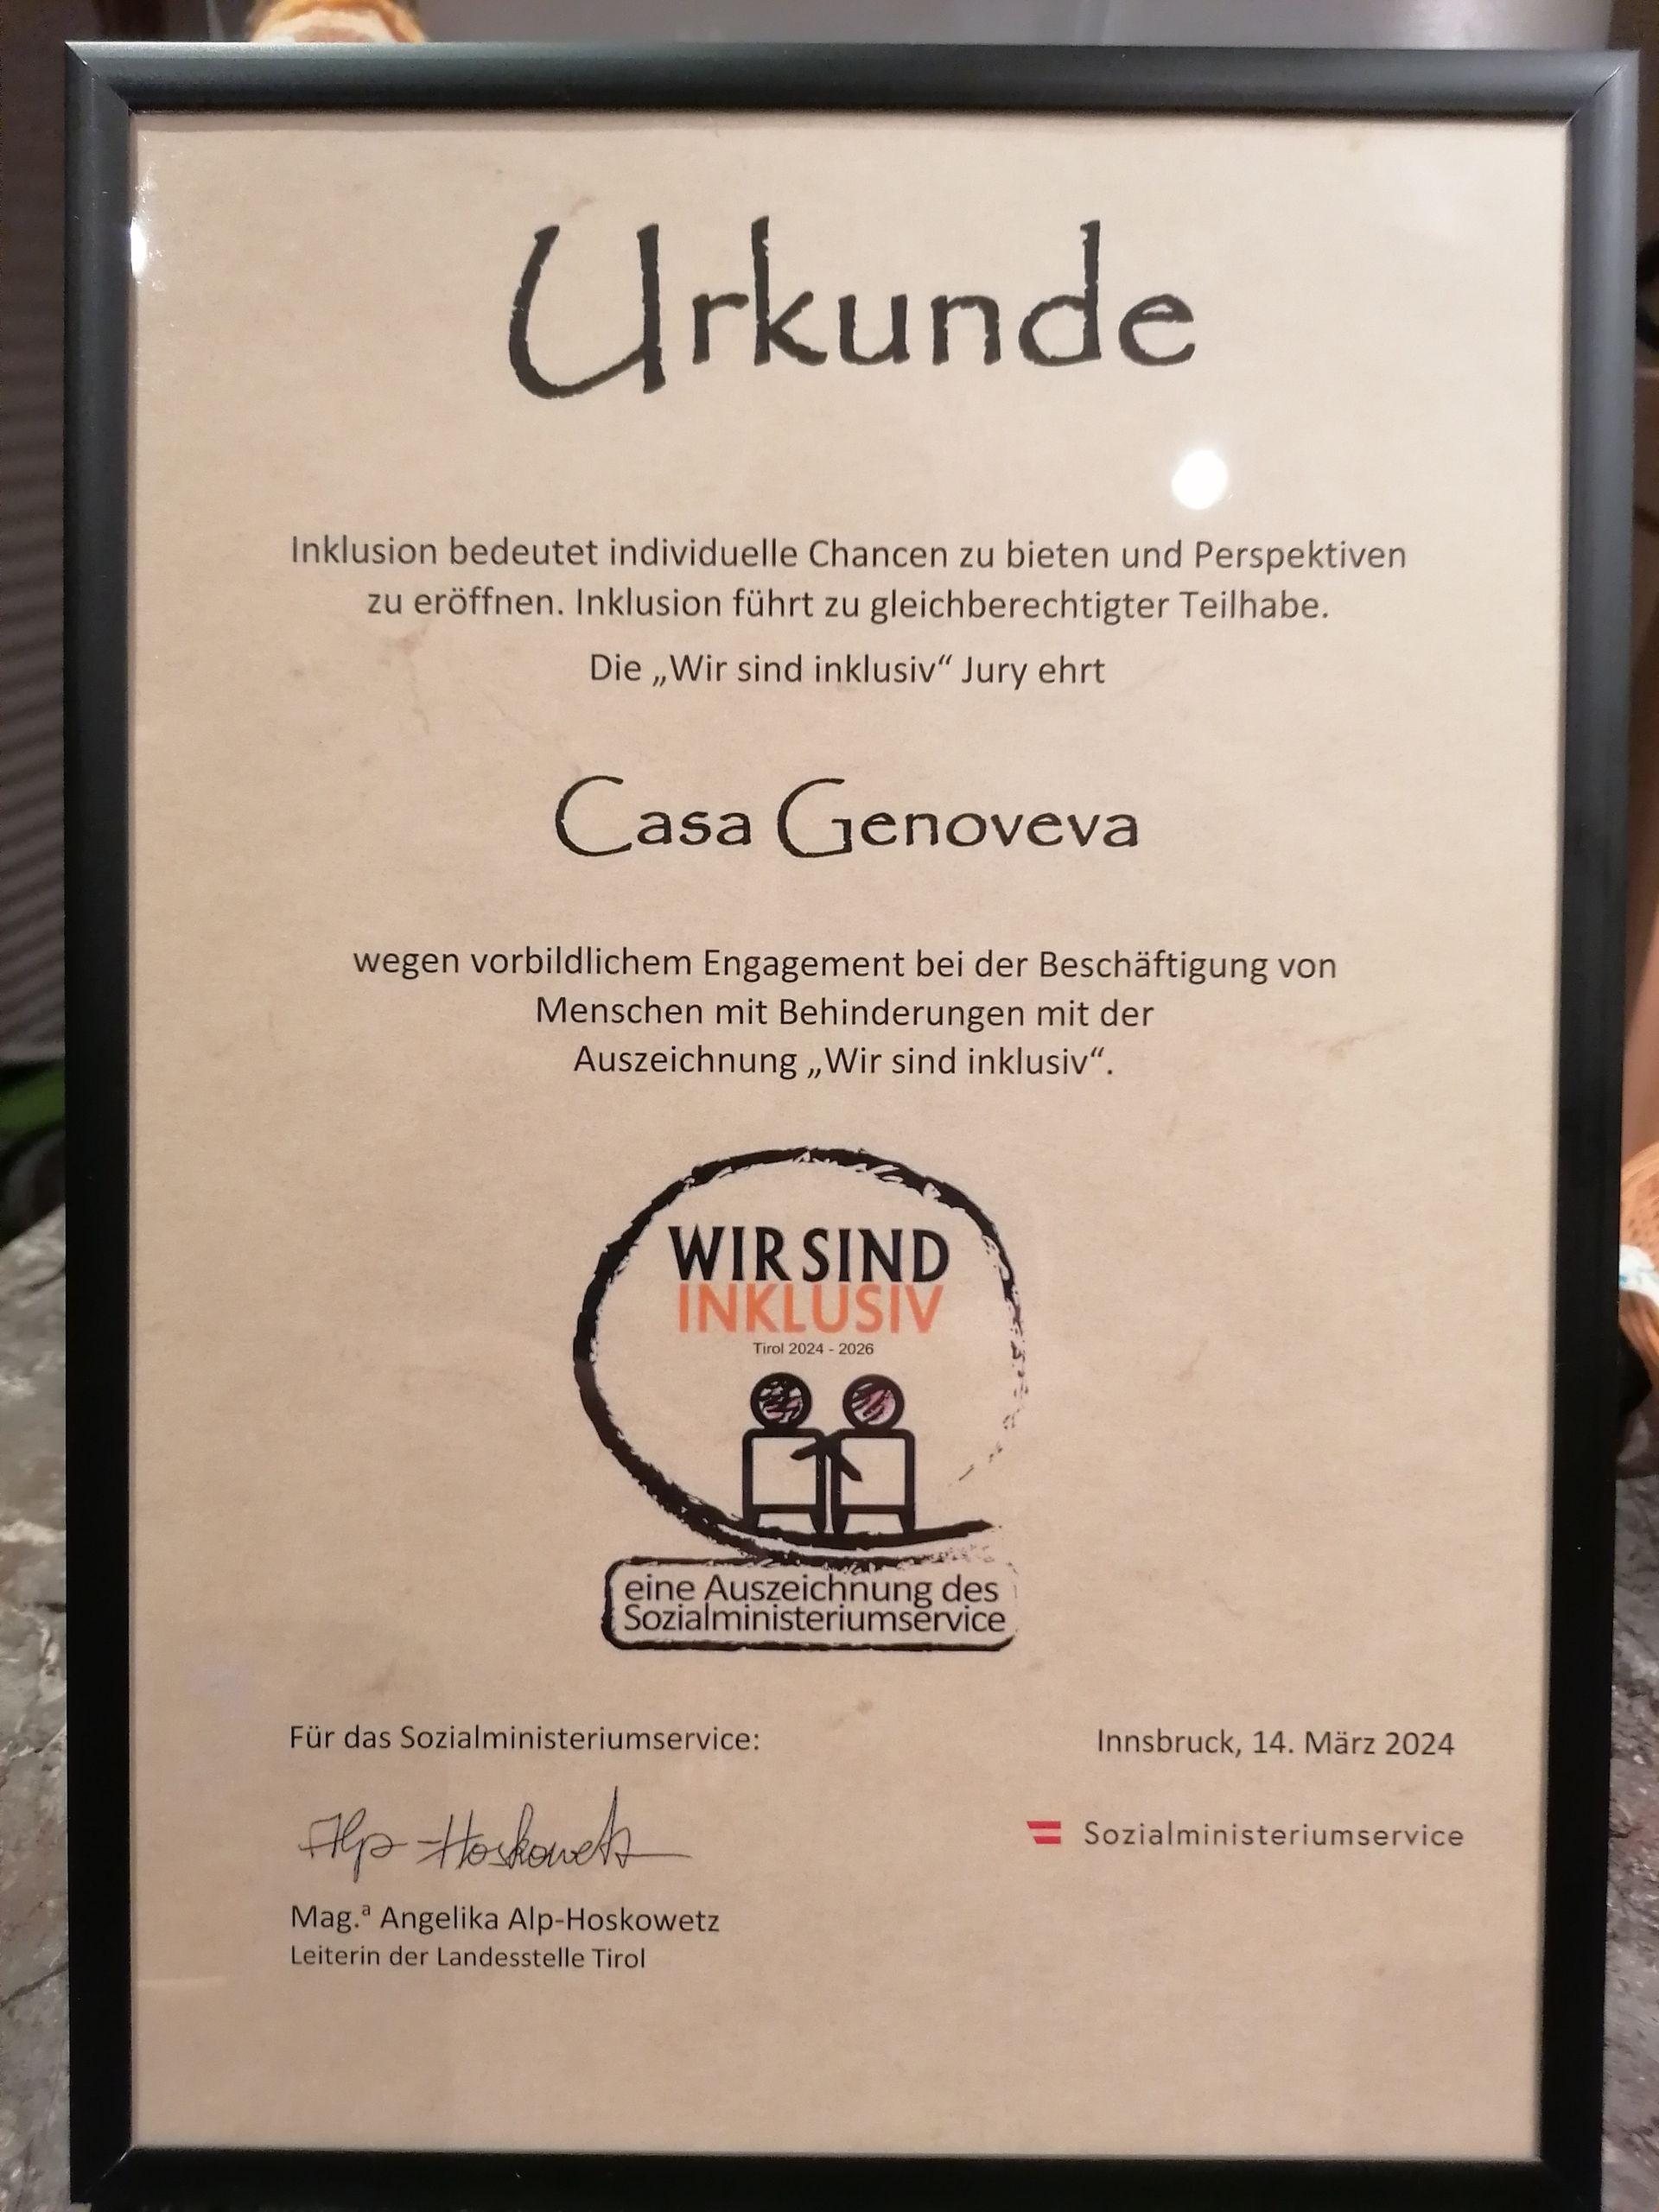 Urkunde
Inklusion bedeutet individuelle Chancen zu bieten und Perspektiven
zu eröffnen. Inklusion führt zu gleichberechtigter Teilhabe.
Die „Wir sind inklusiv“ Jury ehrt
Casa Genoveva
wegen vorbildlichem Engagement bei der Beschäftigung von
Menschen mit Behinderungen mit der
Auszeichnung „Wir sind inklusiv“.
WIR SIND
INKLUSIV
Tirol 2024 - 2026
eine Auszeichnung des
Sozialministeriumservice
Für das Sozialministeriumservice:
Innsbruck, 14. März 2024
Alp-Hoskowetz
Sozialministeriumservice
Mag.ª Angelika Alp-Hoskowetz
Leiterin der Landesstelle Tirol